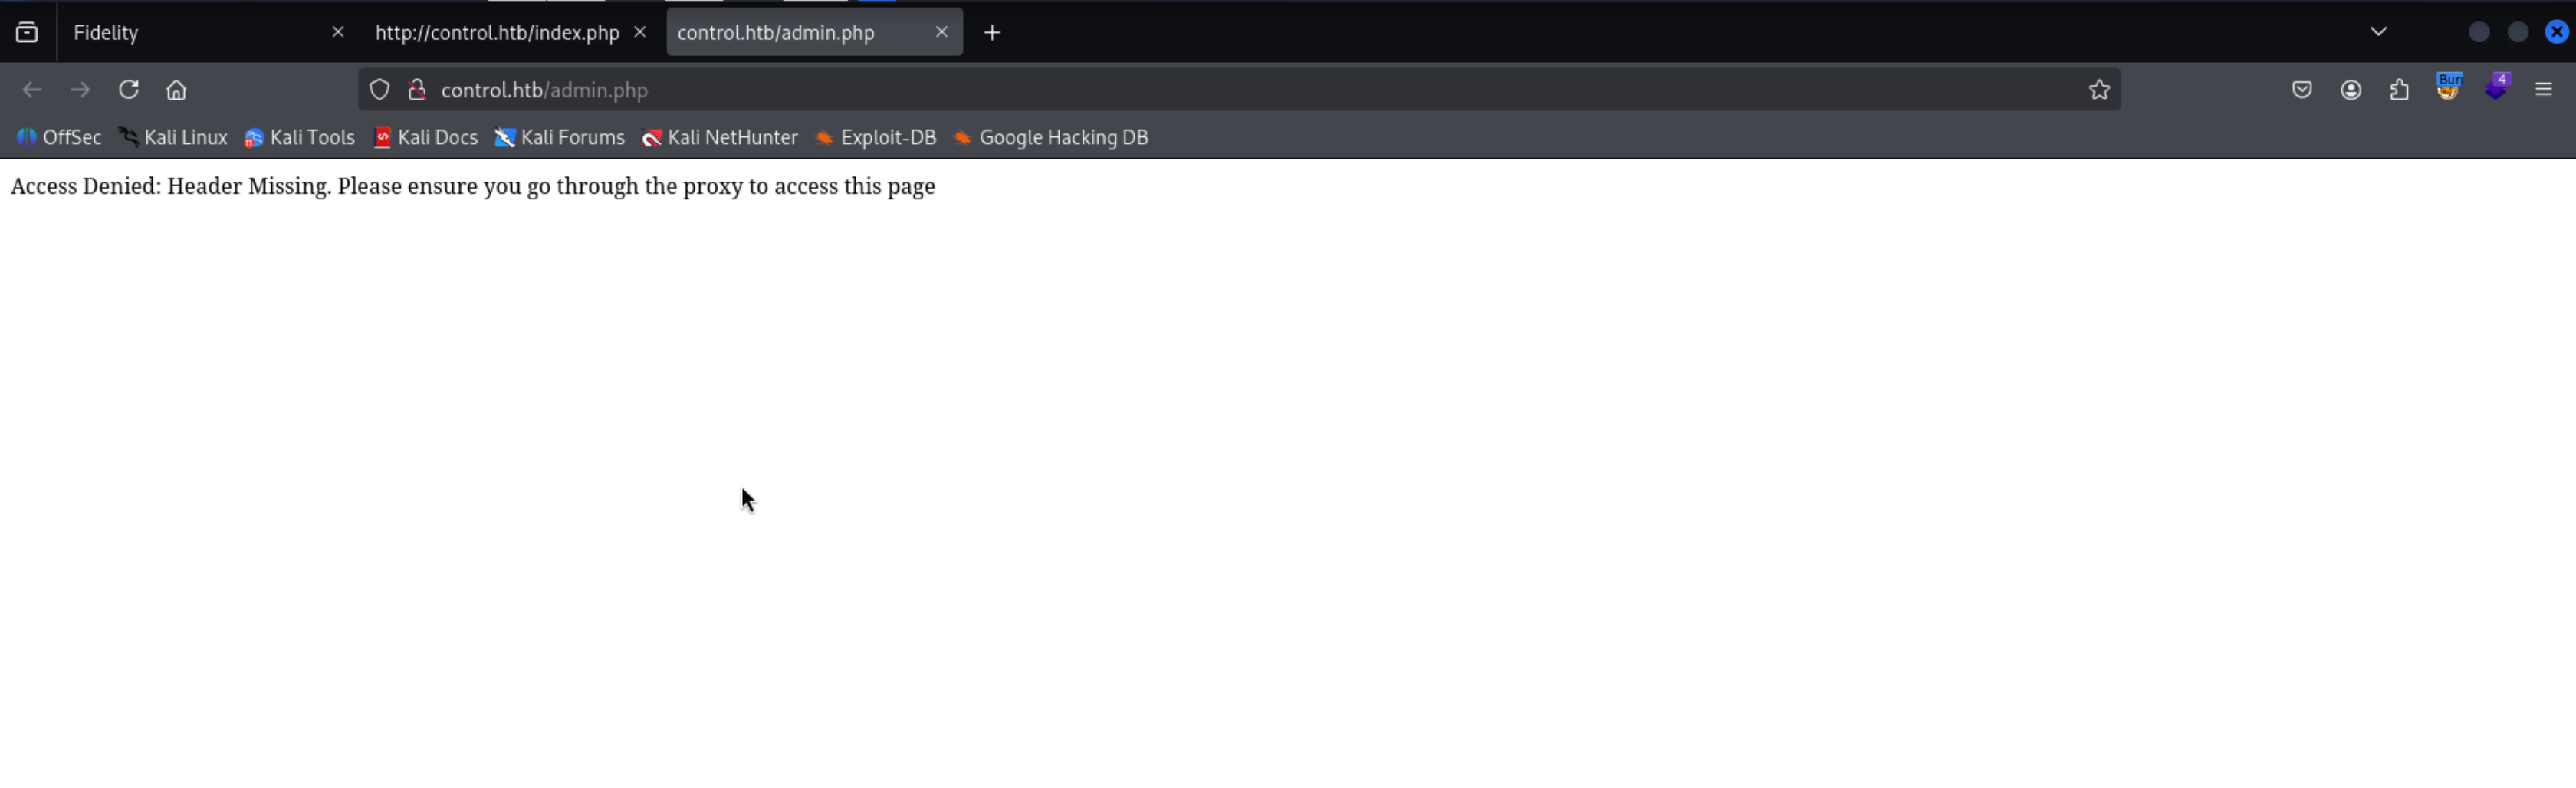 Fidelity
http://control.htb/index.php
control.htb/admin.php
control.htb/admin.php
Bur
4
OffSec
Kali Linux
Kali Tools
Kali Docs
Kali Forums
Kali NetHunter
Exploit-DB
Google Hacking DB
Access Denied: Header Missing. Please ensure you go through the proxy to access this page